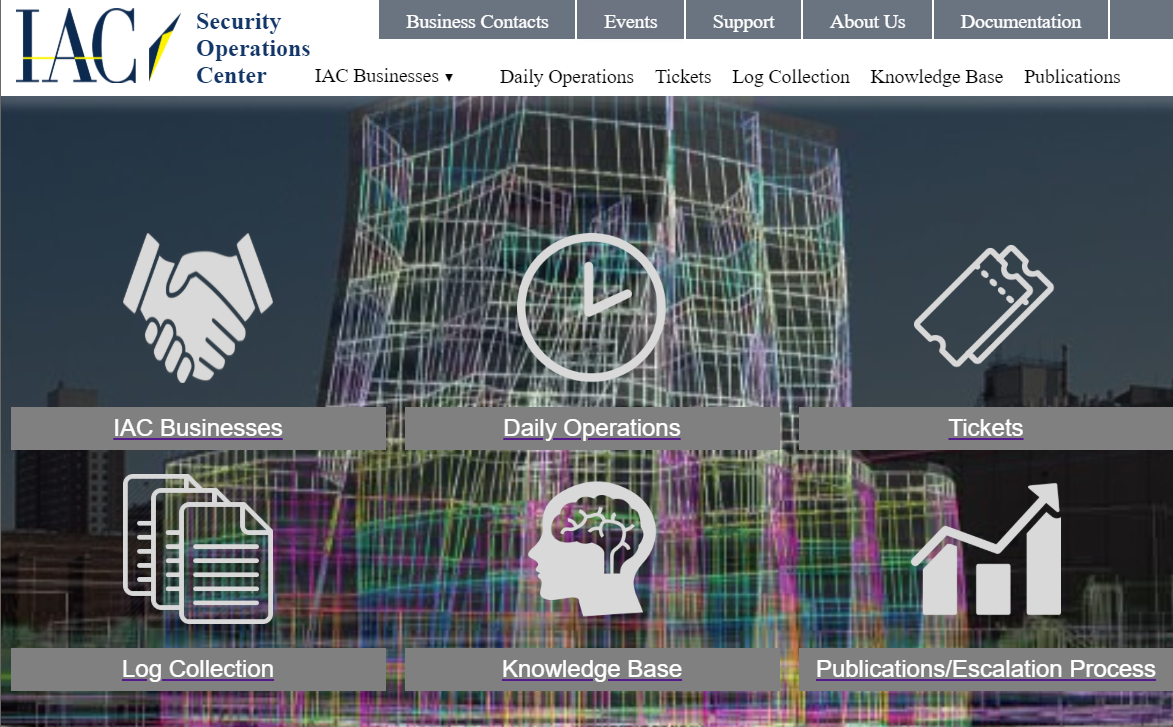 IAC
Security
Operations
Center
Business Contacts
Events
Support
About Us
Documentation
IAC Businesses ▼
Daily Operations
Tickets
Log Collection
Knowledge Base
Publications
IAC Businesses
Daily Operations
Tickets
Log Collection
Knowledge Base
Publications/Escalation Process